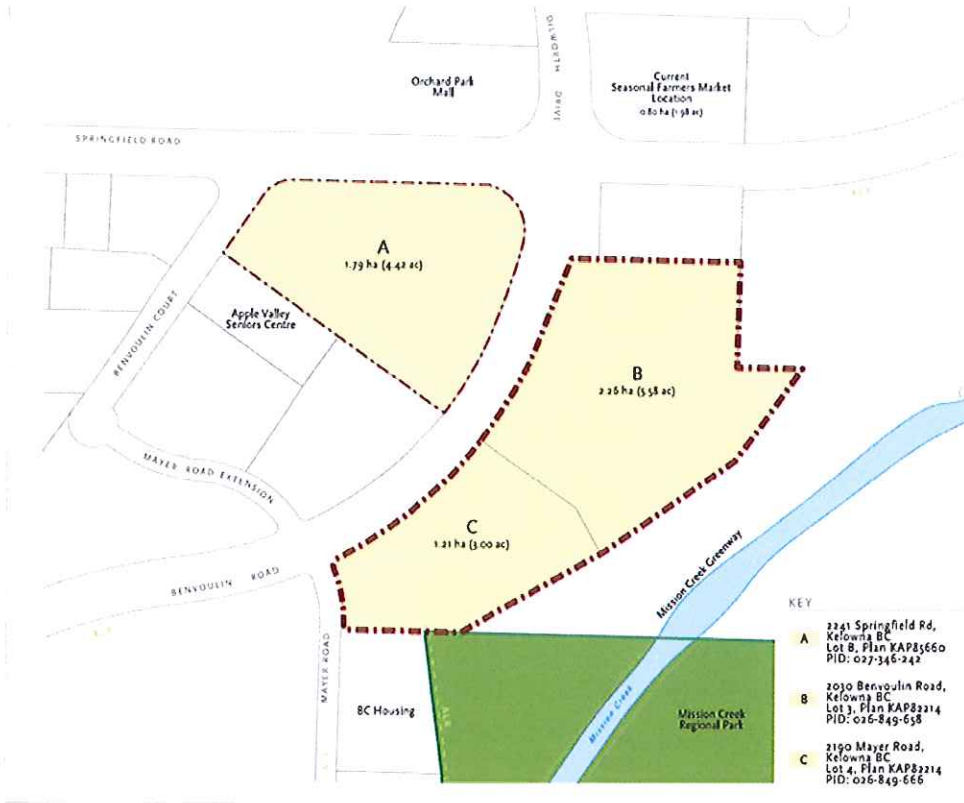 DILWORTH DRIVE
Orchard Park
Mall
Current
Seasonal Farmers Market
Location
0.80 ha (1.98 ac)
SPRINGFIELD ROAD
A
1.79 ha (4.42 ac)
BENVOULIN COURT
Apple Valley
Seniors Centre
B
2.26 ha (5.58 ac)
MAYER ROAD EXTENSION
C
1.21 ha (3.00 ac)
BENVOULIN ROAD
Mission Creek Greenway
MAYER ROAD
BC Housing
ALR
Mission Creek
Mission Creek
Regional Park
KEY
A
2241 Springfield Rd,
Kelowna BC
Lot B, Plan KAP85660
PID: 027-346-242
B
2030 Benvoulin Road,
Kelowna BC
Lot 3, Plan KAP82214
PID: 026-849-658
C
2190 Mayer Road,
Kelowna BC
Lot 4, Plan KAP82214
PID: 026-849-666